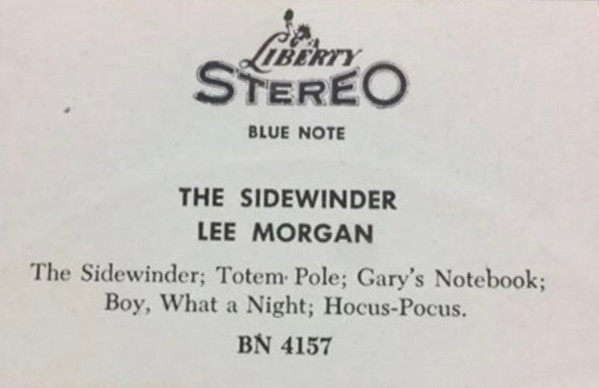 LIBERTY
STEREO
BLUE NOTE
THE SIDEWINDER
LEE MORGAN
The Sidewinder; Totem Pole; Gary's Notebook;
Boy, What a Night; Hocus-Pocus.
BN 4157